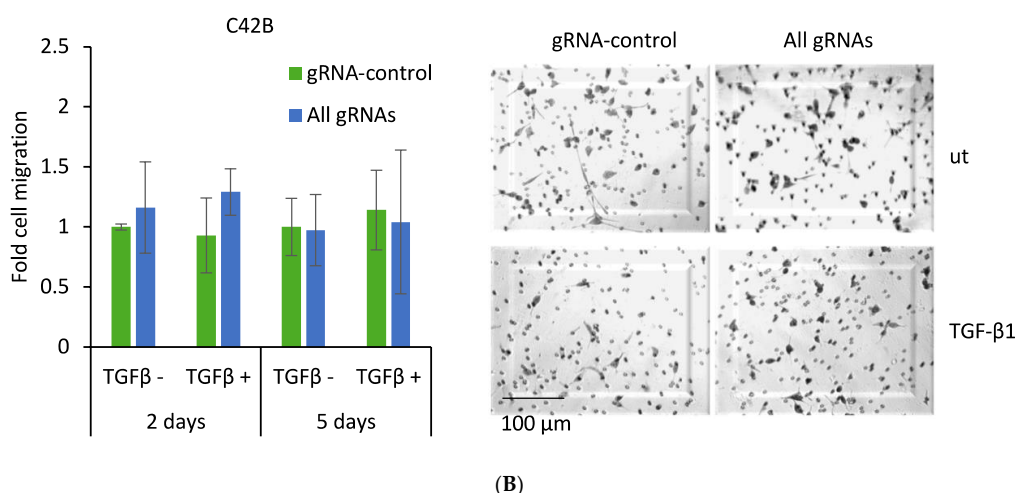 C42B
2.5
2
1.5
1
0.5
0
Fold cell migration
gRNA-control
All gRNAs
TGFβ -
TGFβ +
TGFβ -
TGFβ +
2 days
5 days
gRNA-control
All gRNAs
ut
TGF-β1
100 µm
(B)